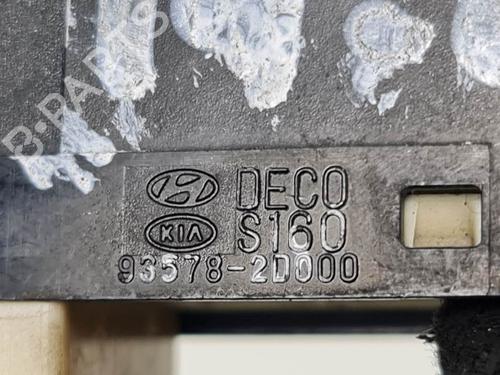 B-PARTS
DECO
KIA S160
93578-2D000